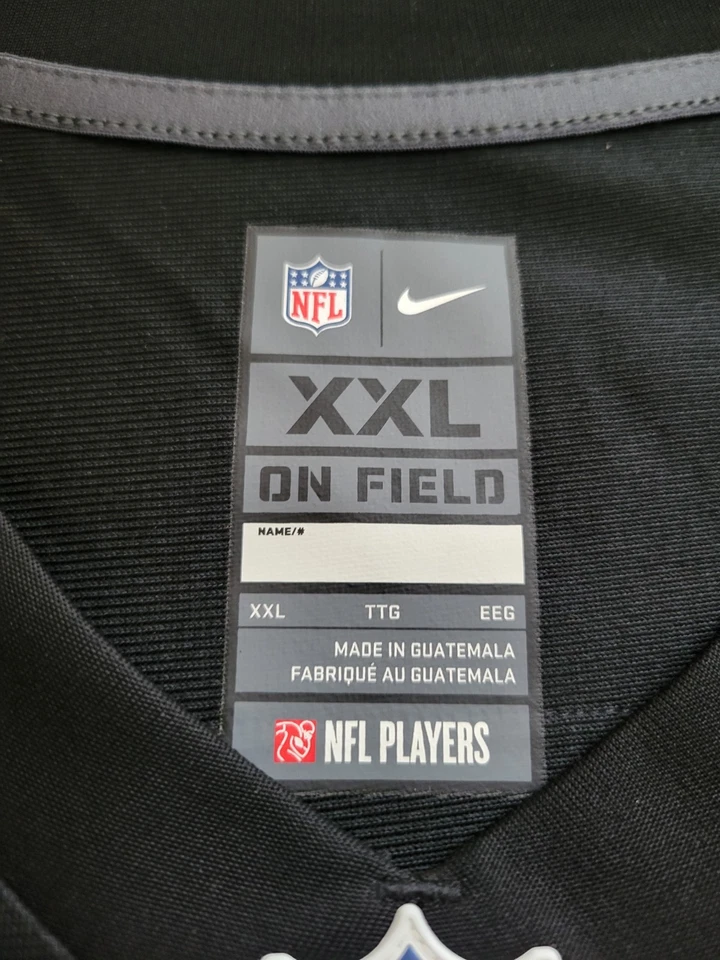 NFL
XXL
ON FIELD
NAME/#
XXL TTG EEG
MADE IN GUATEMALA
FABRIQUÉ AU GUATEMALA
NFL PLAYERS